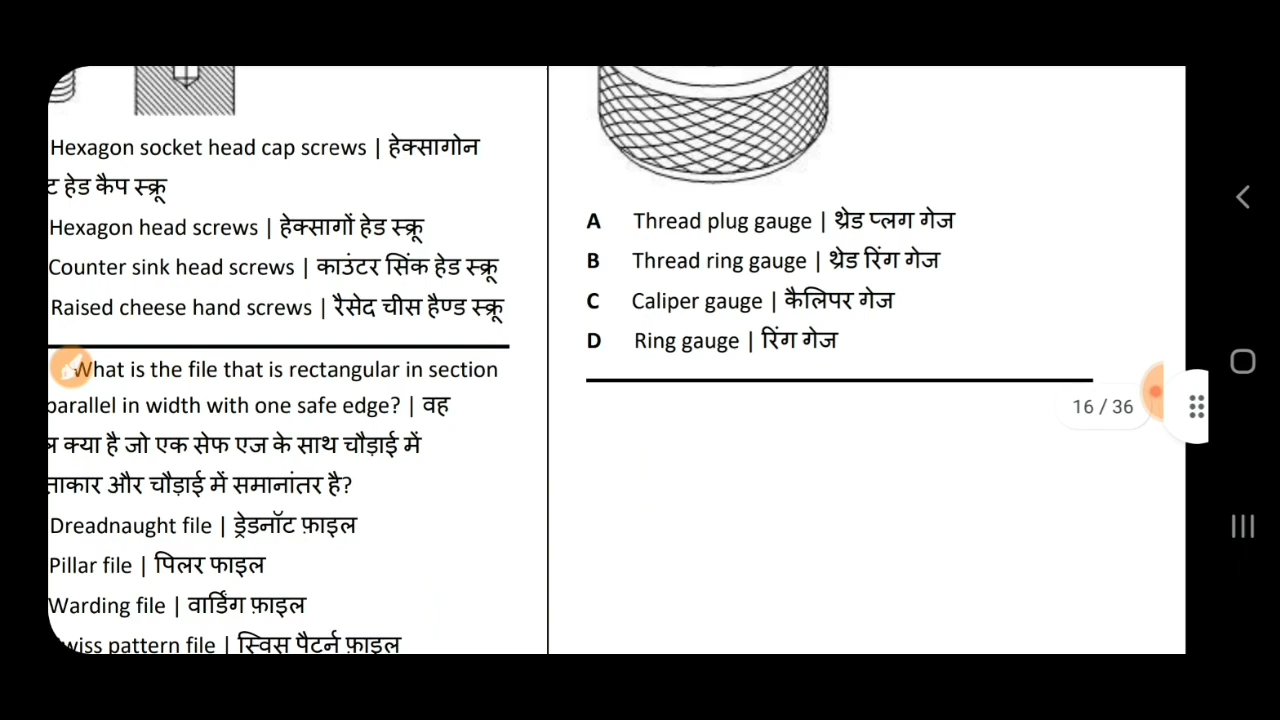 Hexagon socket head cap screws | हेक्सागोन
ट हेड कैप स्क्रू
Hexagon head screws | हेक्सागों हेड स्क्रू
Counter sink head screws | काउंटर सिंक हेड स्क्रू
Raised cheese hand screws | रैसेद चीस हैण्ड स्क्रू
What is the file that is rectangular in section
parallel in width with one safe edge? | वह
क्या है जो एक सेफ एज के साथ चौड़ाई में
ताकार और चौड़ाई में समानांतर है?
Dreadnaught file | ड्रेडनॉट फ़ाइल
Pillar file | पिलर फाइल
Warding file | वार्डिंग फ़ाइल
wiss pattern file | स्विस पैटर्न फ़ाइल
A Thread plug gauge | थ्रेड प्लग गेज
B Thread ring gauge | थ्रेड रिंग गेज
C Caliper gauge | कैलिपर गेज
D Ring gauge | रिंग गेज
16 / 36